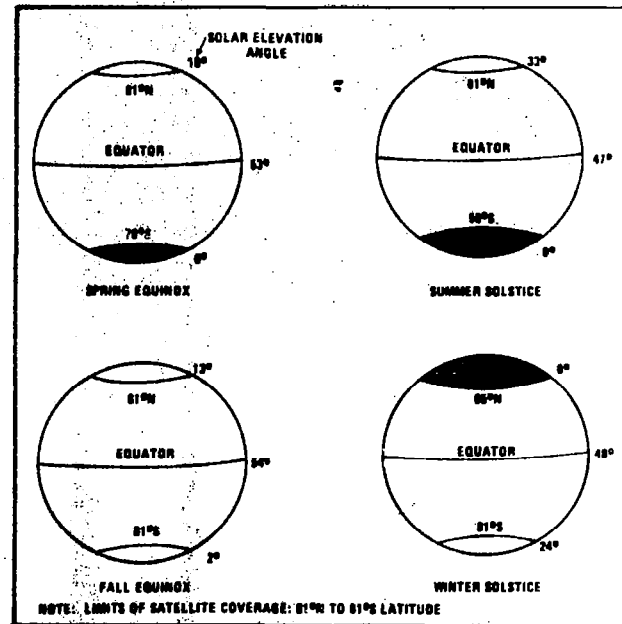 SOLAR ELEVATION
ANGLE
81°N
EQUATOR
53°
0°
SPRING EQUINOX
33°
81°N
EQUATOR
47°
0°
SUMMER SOLSTICE
13°
81°N
EQUATOR
54°
81°S
2°
FALL EQUINOX
0°
65°N
EQUATOR
48°
81°S
24°
WINTER SOLSTICE
NOTE: LIMITS OF SATELLITE COVERAGE: 81°N TO 81°S LATITUDE